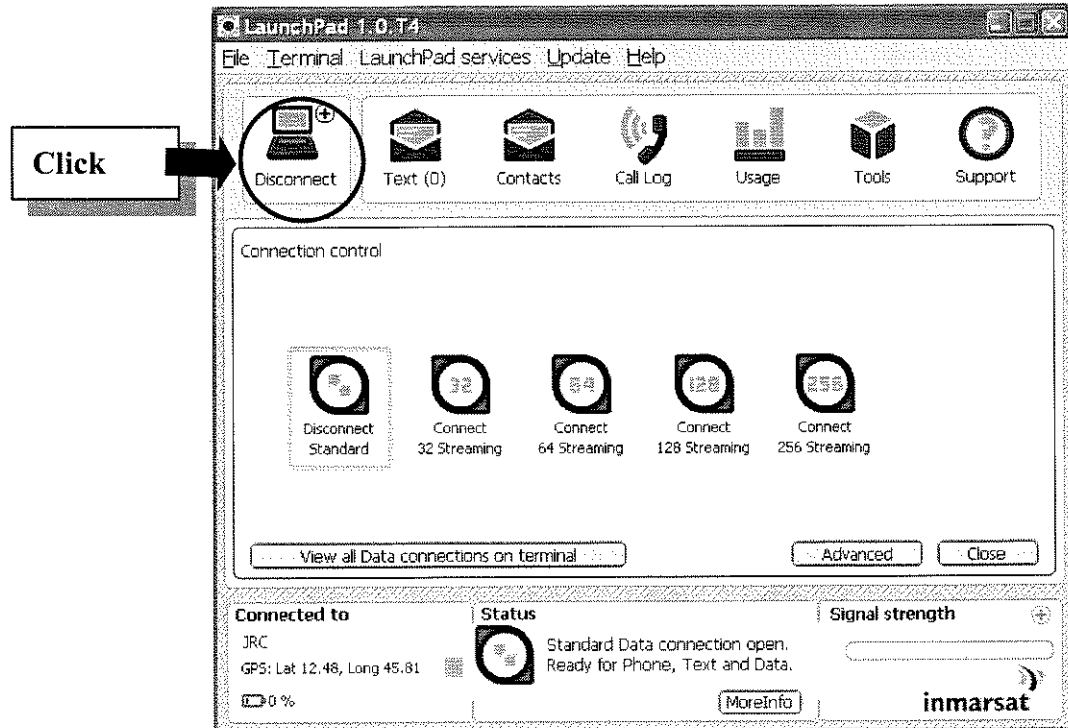 LaunchPad 1.0.T4
File Terminal LaunchPad services Update Help
Click
Disconnect Text (0) Contacts Call Log Usage Tools Support
Connection control
32 64 128 256
Disconnect Connect Connect Connect Connect
Standard 32 Streaming 64 Streaming 128 Streaming 256 Streaming
View all Data connections on terminal Advanced Close
Connected to Status Signal strength
JRC Standard Data connection open.
GPS: Lat 12.48, Long 45.81 Ready for Phone, Text and Data.
0 % MoreInfo inmarsat